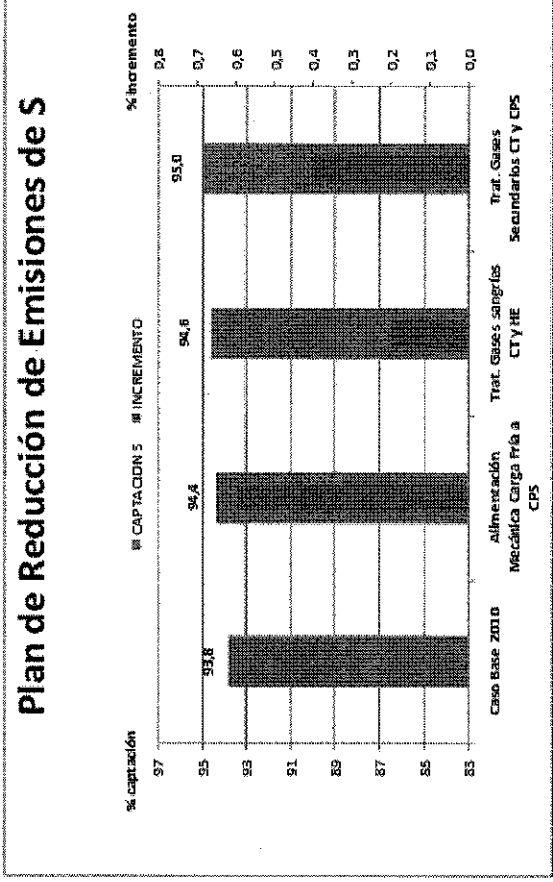 Plan de Reducción de Emisiones de S
% captación
% Incremento
CAPTACION S INCREMENTO
97
95
93
91
89
87
85
83
0,8
0,7
0,6
0,5
0,4
0,3
0,2
0,1
0,0
93,8
94,4
94,6
95,0
Caso Base 2010
Alimentación
Mecánica Carga Fría a
CPS
Trat. Gases sangrías
CT y HE
Trat. Gases
Secundarios CT y CPS